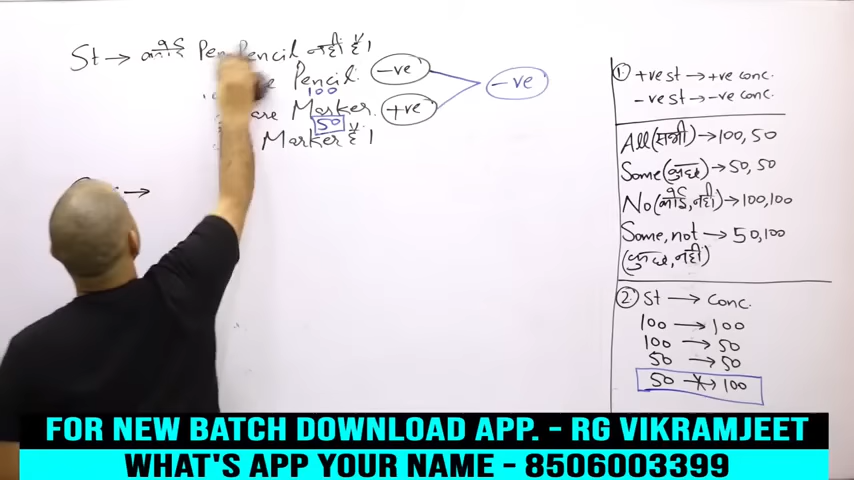 St → कोई Pen Pencil नहीं है।
Pencil. -ve -ve
100
are Marker. +ve
50
Marker है।
→
① +ve st → +ve conc.
-ve st → -ve conc.
All (सभी) → 100, 50
Some (कुछ) → 50, 50
No (कोई, नहीं) → 100, 100
Some, not → 50, 100
(कुछ, नहीं)
② St → Conc.
100 → 100
100 → 50
50 → 50
50 ↛ 100
FOR NEW BATCH DOWNLOAD APP. - RG VIKRAMJEET
WHAT'S APP YOUR NAME - 8506003399